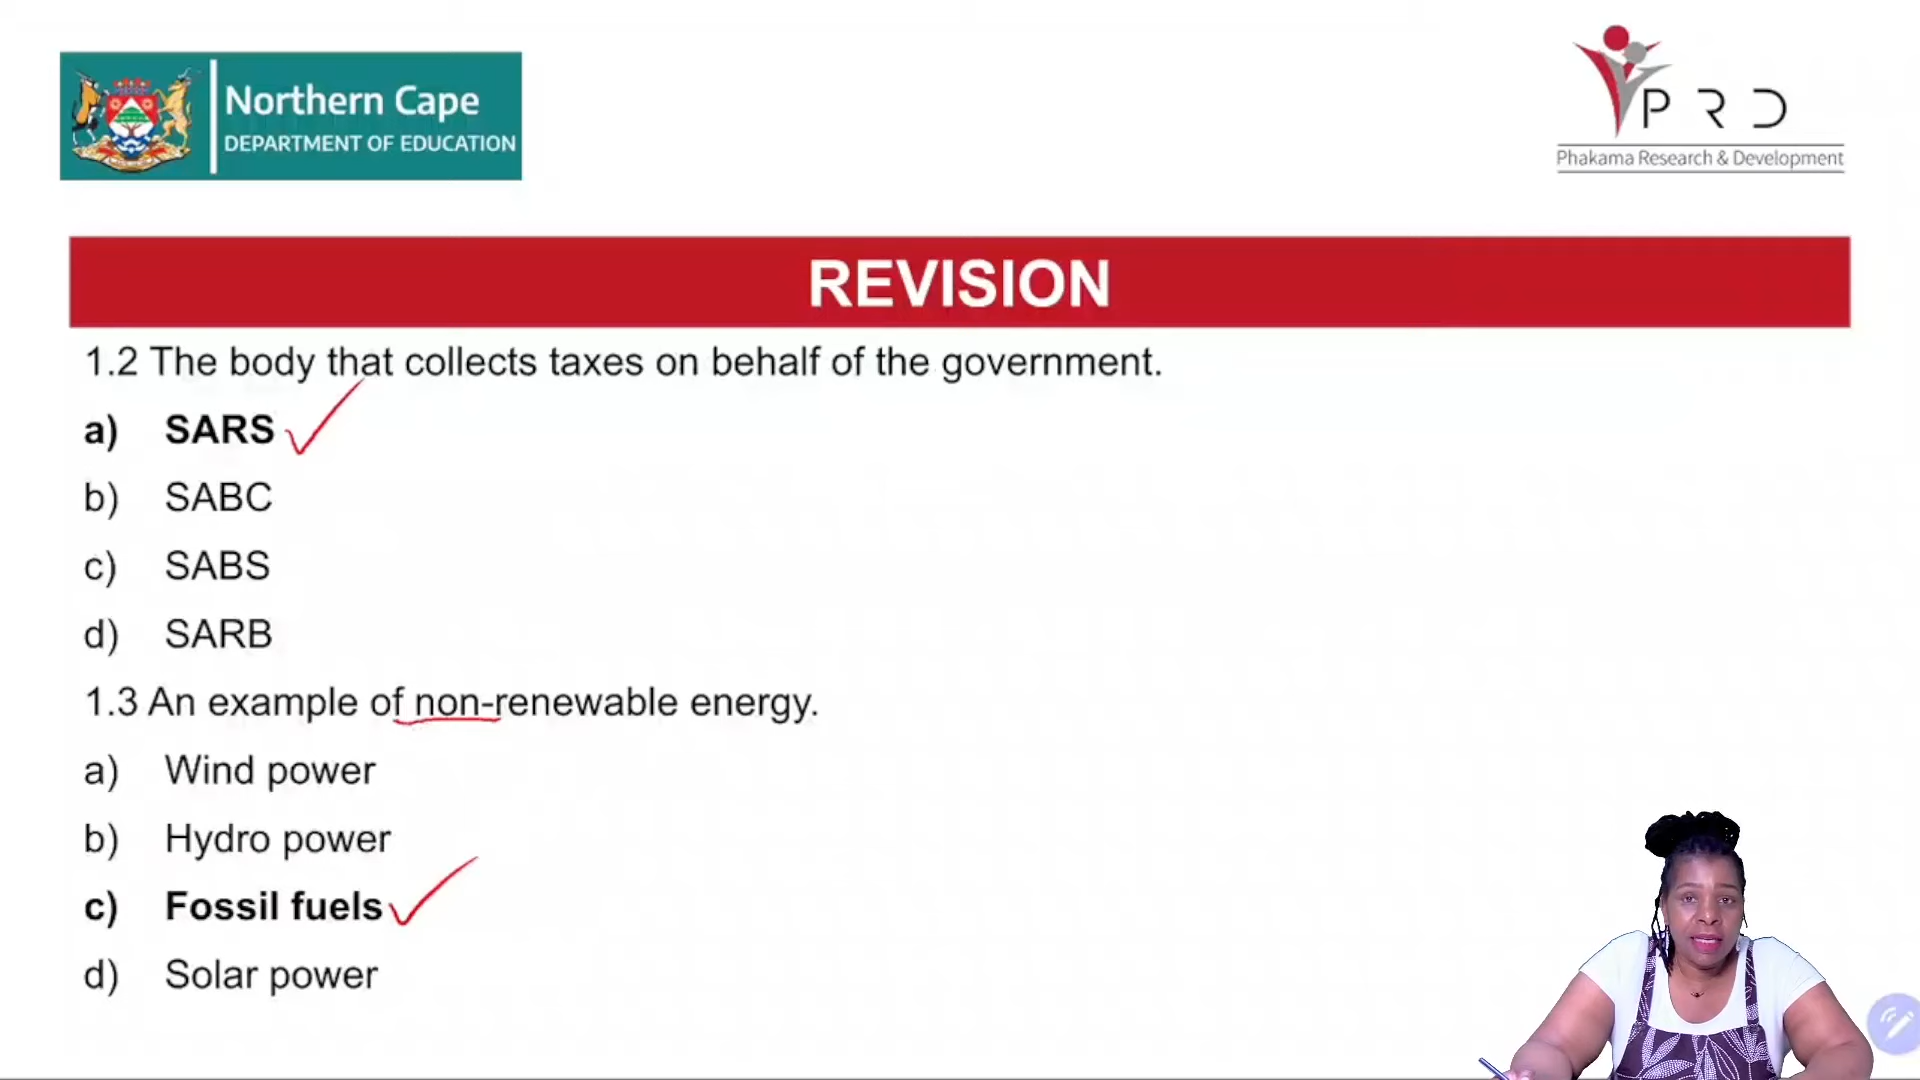 Northern Cape
DEPARTMENT OF EDUCATION
PRD
Phakama Research & Development
REVISION
1.2 The body that collects taxes on behalf of the government.
a) SARS
b) SABC
c) SABS
d) SARB
1.3 An example of non-renewable energy.
a) Wind power
b) Hydro power
c) Fossil fuels
d) Solar power